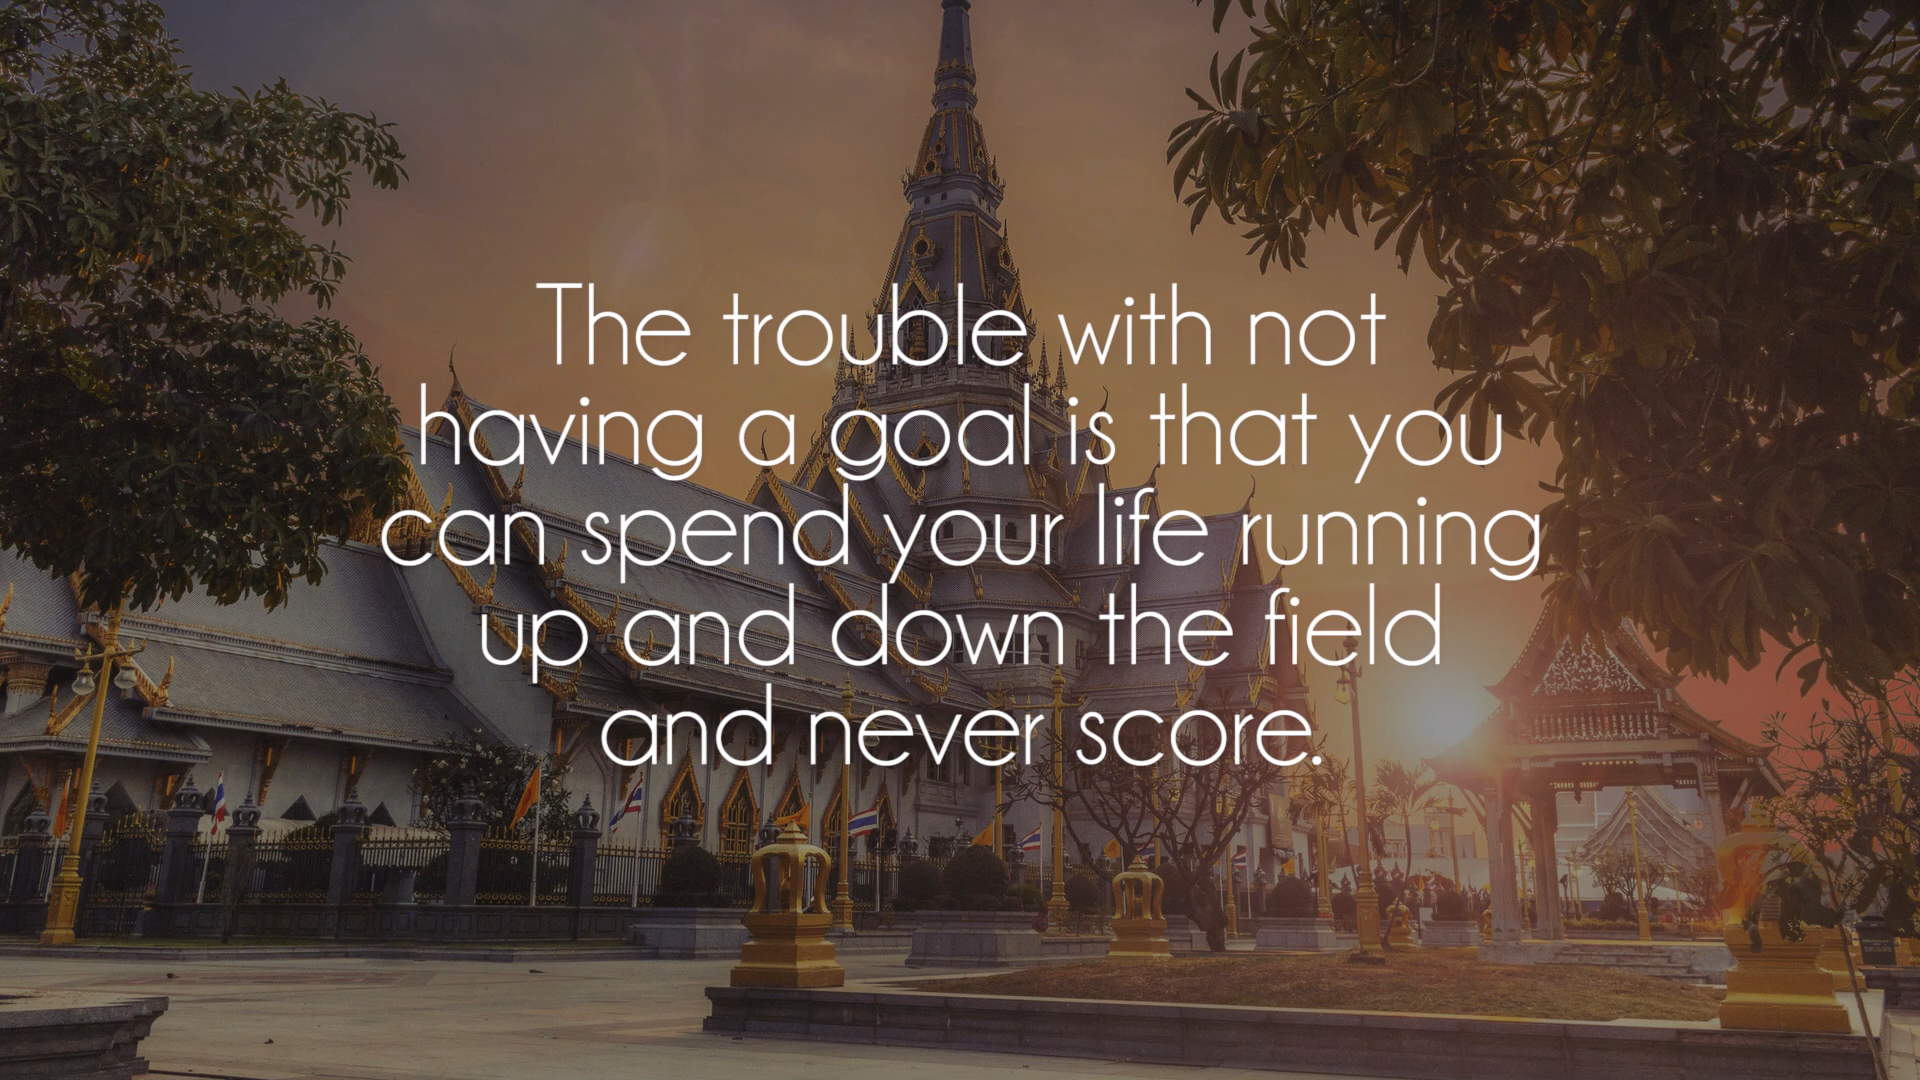 The trouble with not
having a goal is that you
can spend your life running
up and down the field
and never score.